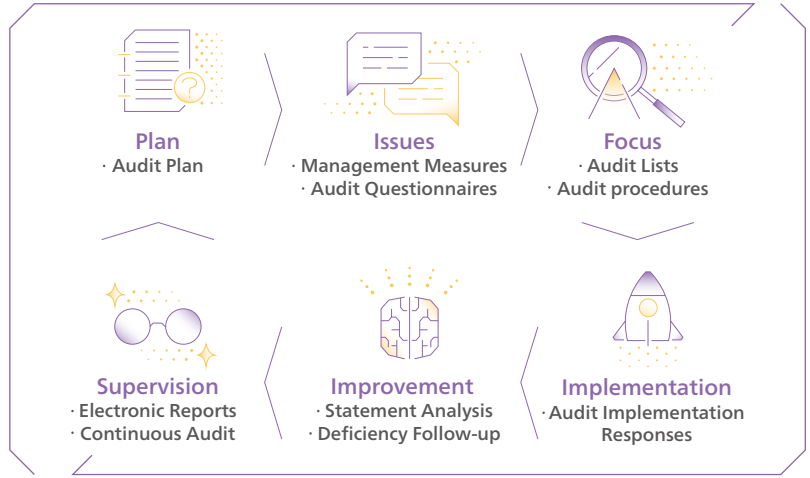 ?
Plan
· Audit Plan
Issues
· Management Measures
· Audit Questionnaires
Focus
· Audit Lists
· Audit procedures
Supervision
· Electronic Reports
· Continuous Audit
Improvement
· Statement Analysis
· Deficiency Follow-up
Implementation
· Audit Implementation
Responses